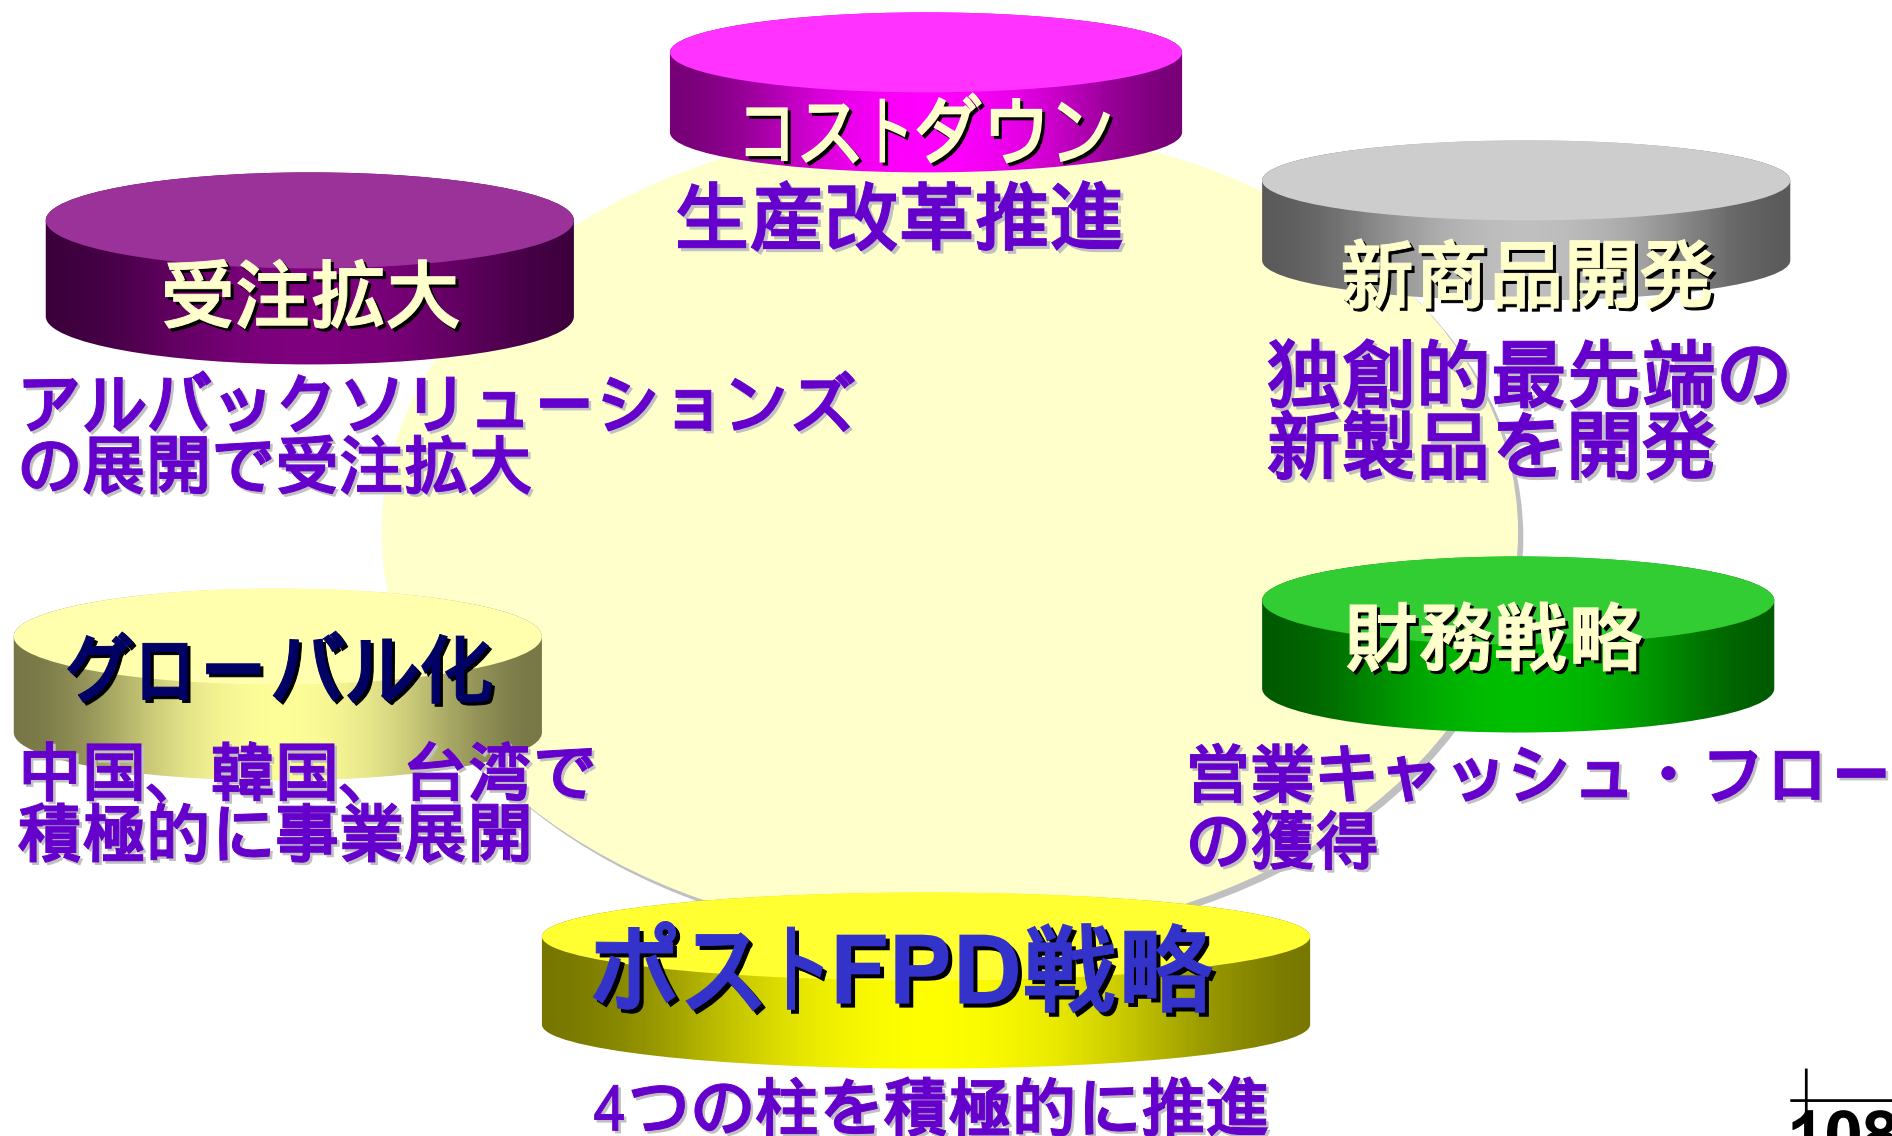 コストダウン
生産改革推進
受注拡大
アルバックソリューションズ
の展開で受注拡大
新商品開発
独創的最先端の
新製品を開発
グローバル化
中国、韓国、台湾で
積極的に事業展開
財務戦略
営業キャッシュ・フロー
の獲得
ポストFPD戦略
4つの柱を積極的に推進
108